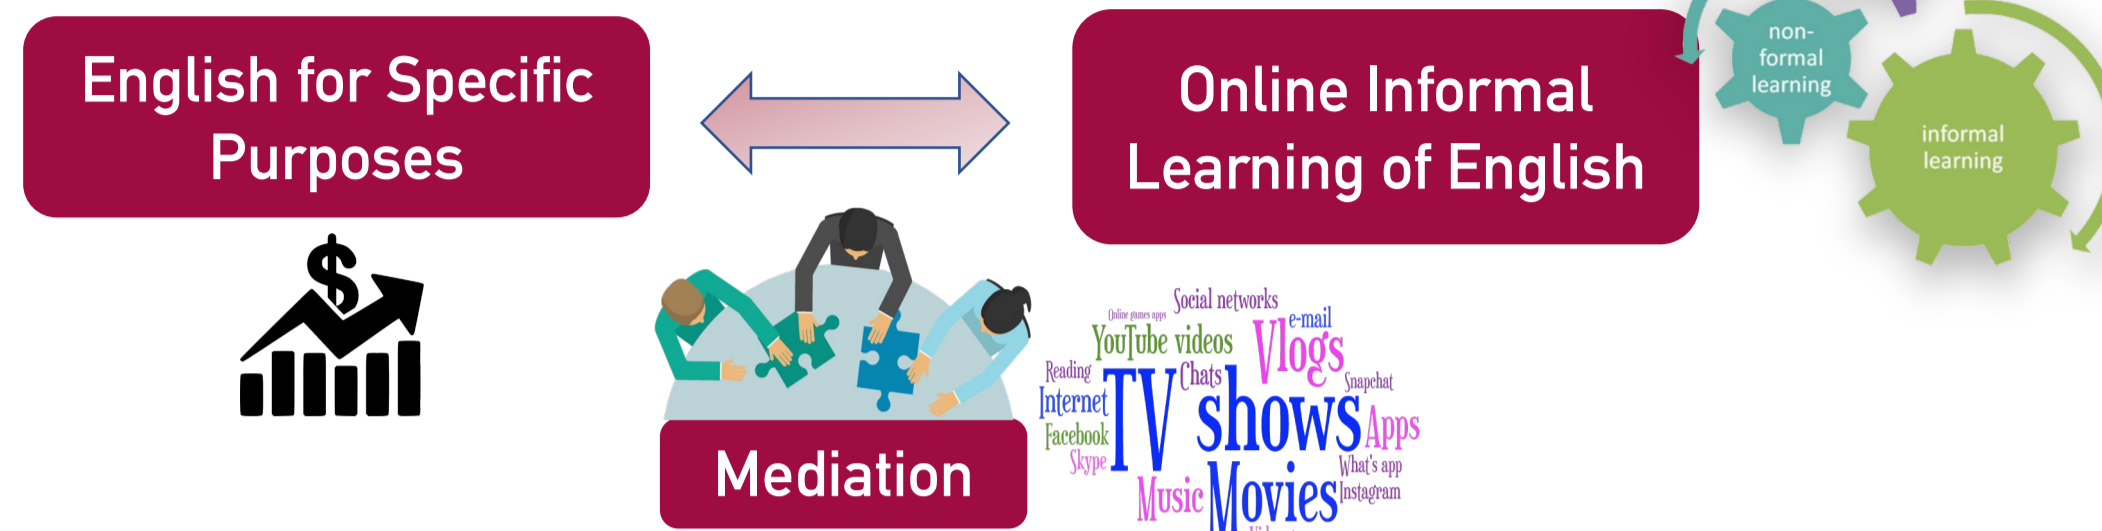 English for Specific
Purposes
Online Informal
Learning of English
non-
formal
learning
informal
learning
$
Mediation
Social networks
Online games apps
e-mail
YouTube videos
Vlogs
Reading
Chats
Snapchat
Internet
TV shows
Apps
Facebook
Skype
What's app
Music
Movies
Instagram